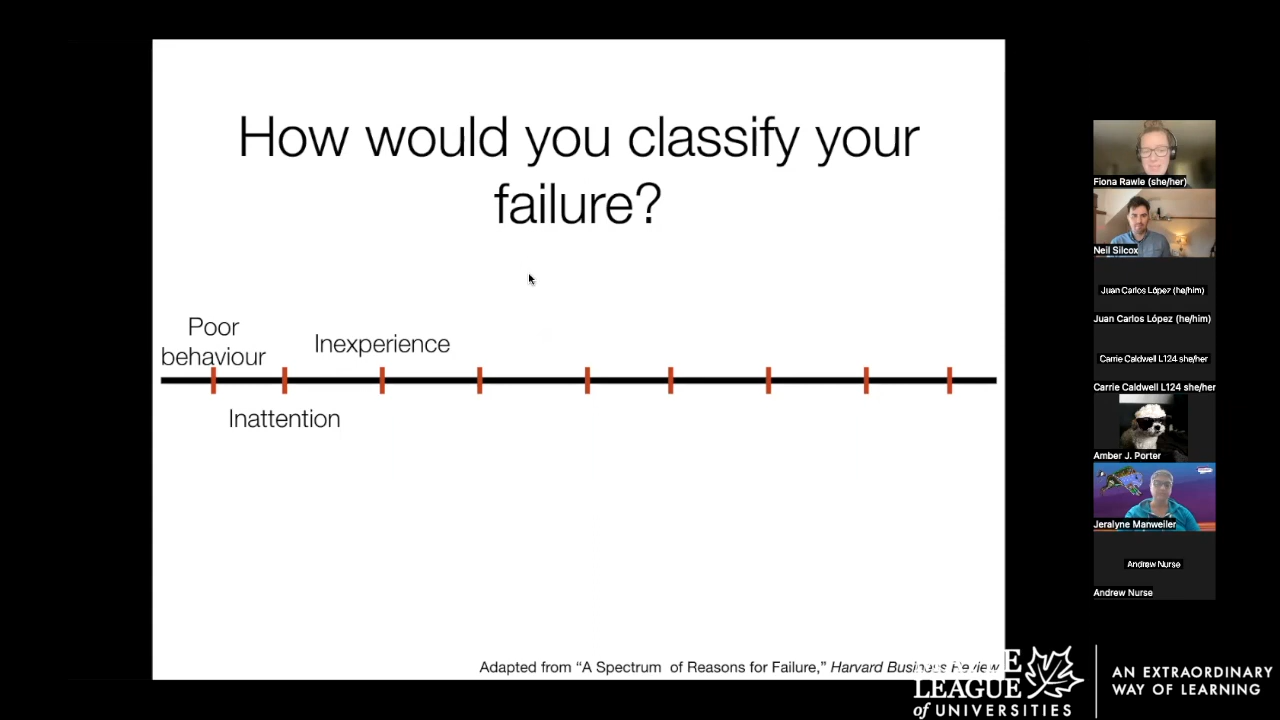 How would you classify your
failure?
Poor
behaviour
Inexperience
Inattention
Adapted from “A Spectrum of Reasons for Failure,” Harvard Business Review
Fiona Rawle (she/her)
Neil Silcox
Juan Carlos López (he/him)
Juan Carlos López (he/him)
Carrie Caldwell L124 she/her
Carrie Caldwell L124 she/her
Amber J. Porter
Jeralyne Manweiler
Andrew Nurse
Andrew Nurse
LEAGUE
of UNIVERSITIES
AN EXTRAORDINARY
WAY OF LEARNING